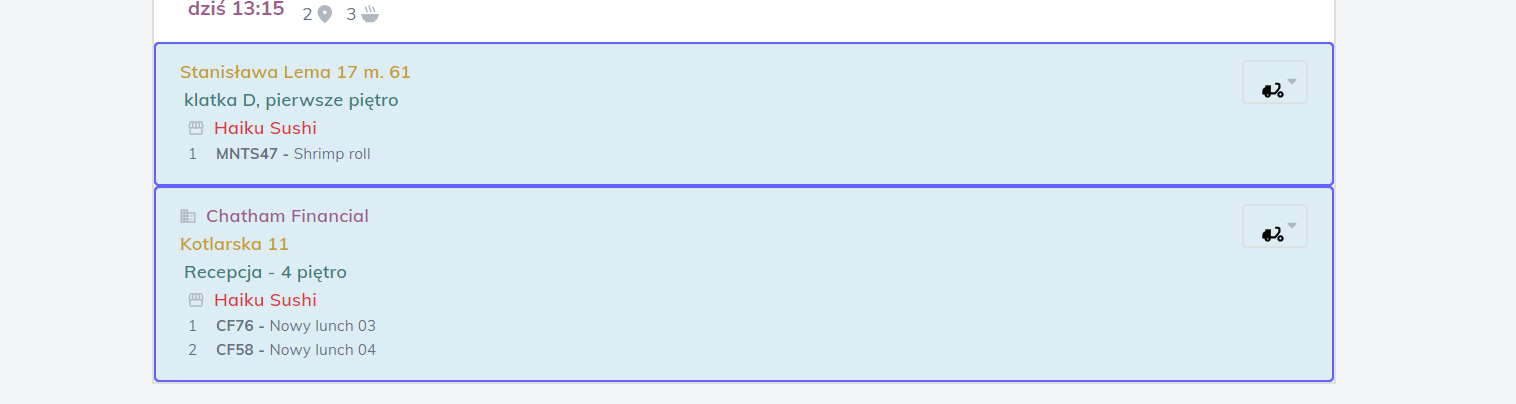 dziś 13:15 2 3
Stanisława Lema 17 m. 61
klatka D, pierwsze piętro
Haiku Sushi
1 MNTS47 - Shrimp roll
Chatham Financial
Kotlarska 11
Recepcja - 4 piętro
Haiku Sushi
1 CF76 - Nowy lunch 03
2 CF58 - Nowy lunch 04